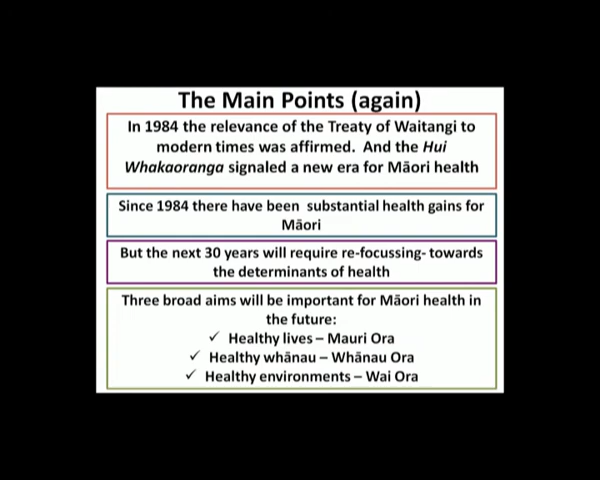 The Main Points (again)
In 1984 the relevance of the Treaty of Waitangi to
modern times was affirmed.  And the Hui
Whakaoranga signaled a new era for Māori health
Since 1984 there have been  substantial health gains for
Māori
But the next 30 years will require re-focussing- towards
the determinants of health
Three broad aims will be important for Māori health in
the future:
✓ Healthy lives – Mauri Ora
✓ Healthy whānau – Whānau Ora
✓ Healthy environments – Wai Ora